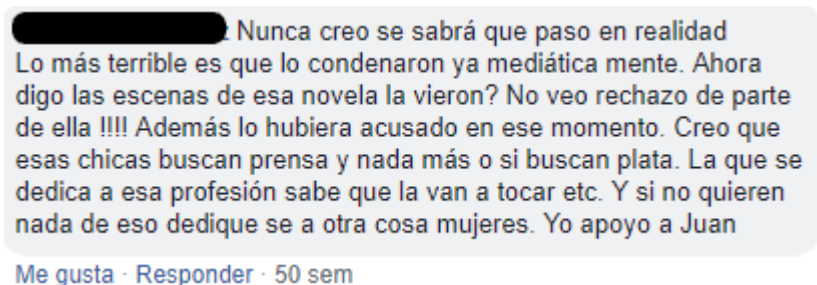 : Nunca creo se sabrá que paso en realidad
Lo más terrible es que lo condenaron ya mediática mente. Ahora
digo las escenas de esa novela la vieron? No veo rechazo de parte
de ella !!!! Además lo hubiera acusado en ese momento. Creo que
esas chicas buscan prensa y nada más o si buscan plata. La que se
dedica a esa profesión sabe que la van a tocar etc. Y si no quieren
nada de eso dedique se a otra cosa mujeres. Yo apoyo a Juan
Me gusta · Responder · 50 sem